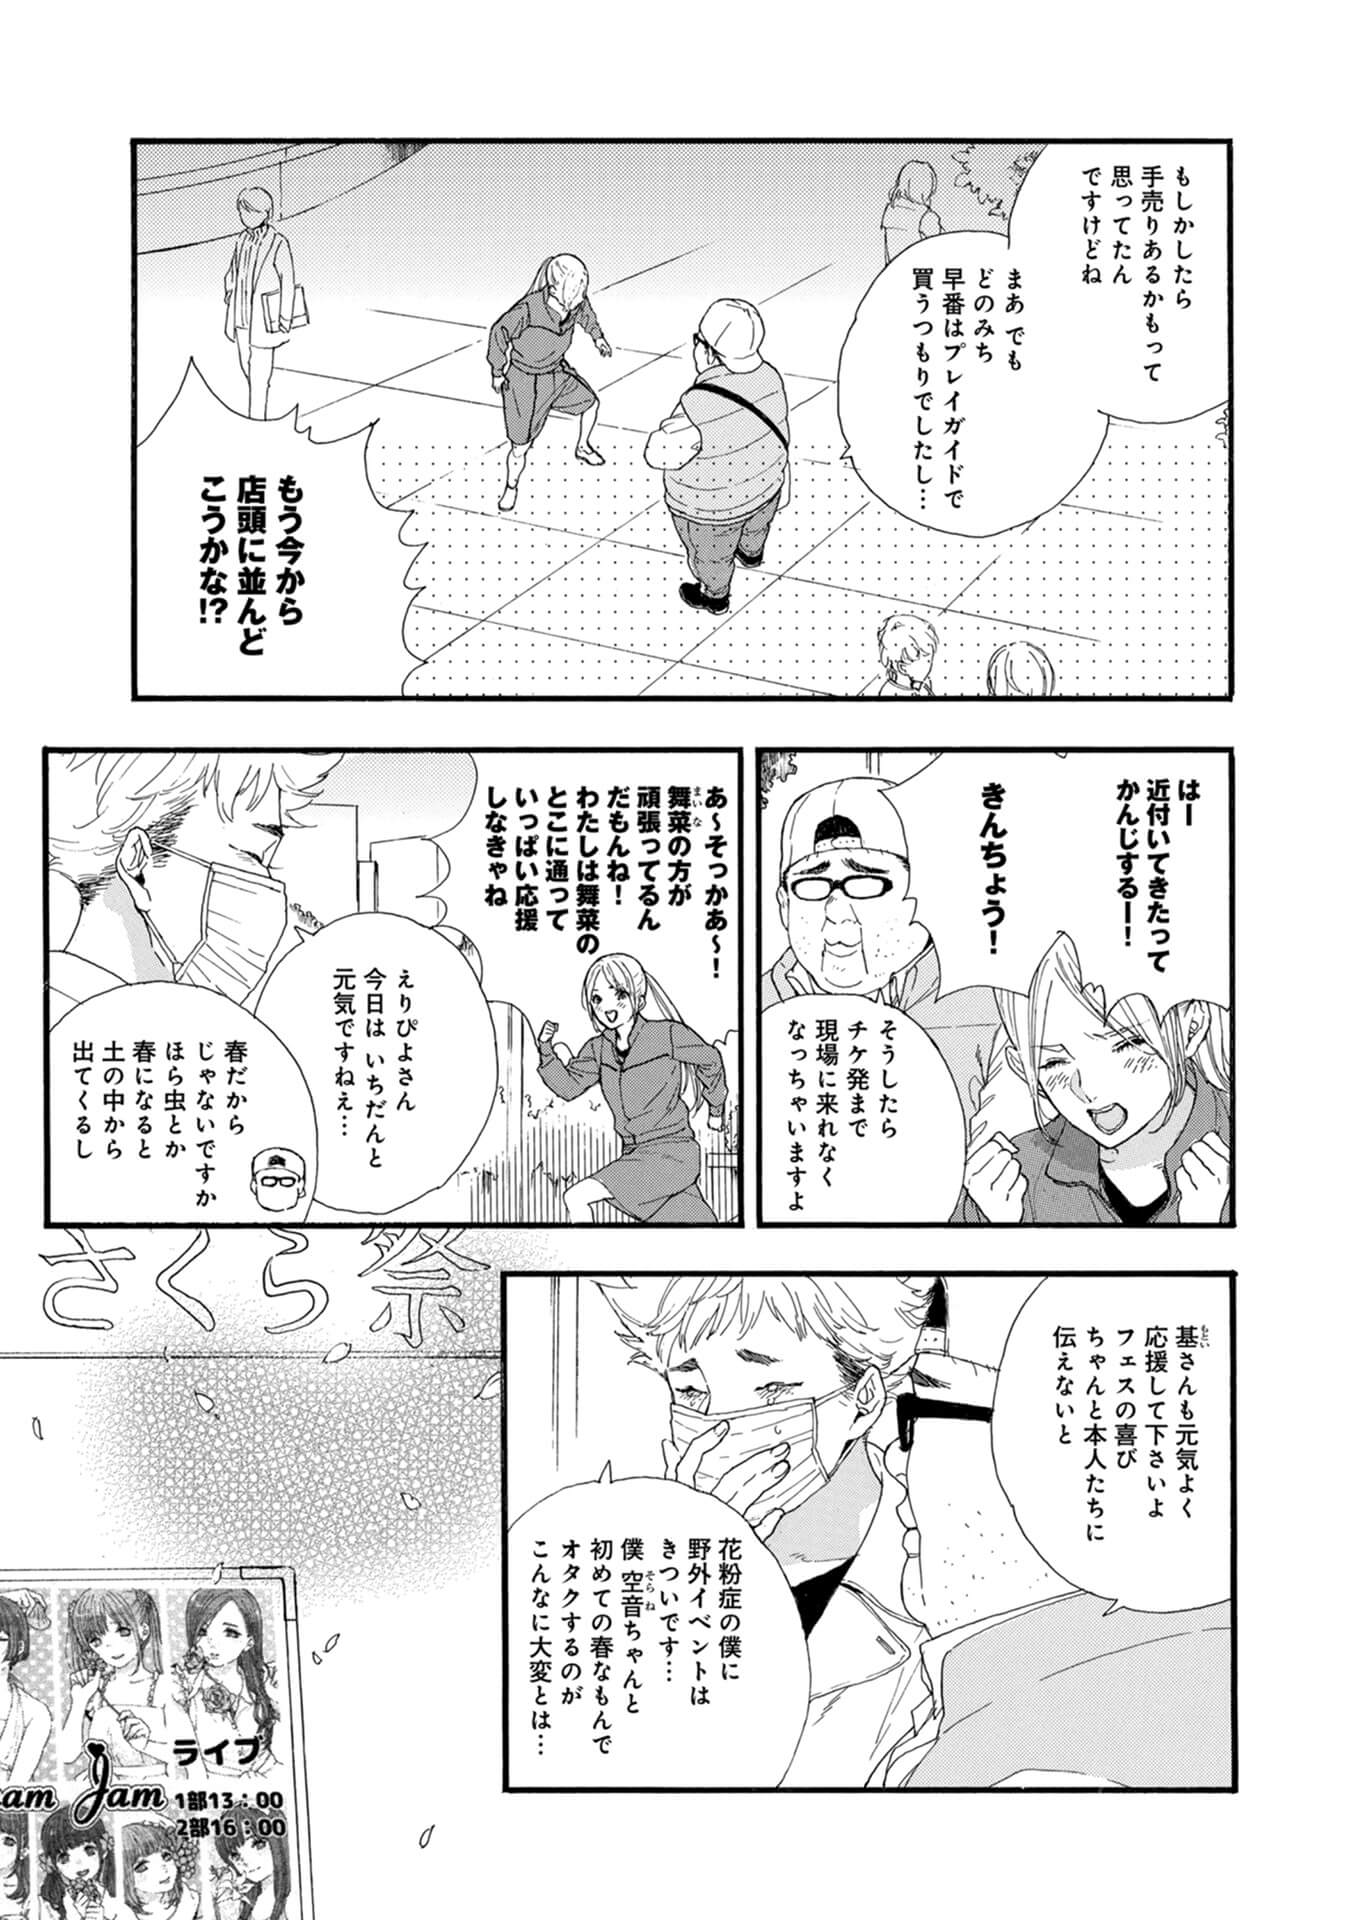 もしかしたら
手売りあるかもって
思ってたん
ですけどね
まあ でも
どのみち
早番はプレイガイドで
買うつもりでしたし…
もう今から
店頭に並んど
こうかな!?
はー
近付いてきたって
かんじするー!
きんちょう!
そうしたら
チケ発まで
現場に来れなく
なっちゃいますよ
あ〜そっかあ〜!
舞菜の方が
まいな
頑張ってるん
だもんね!
わたしは舞菜の
とこに通って
いっぱい応援
しなきゃね
えりぴよさん
今日は いちだんと
元気ですねえ…
春だから
じゃないですか
ほら虫とか
春になると
土の中から
出てくるし
基さんも元気よく
もとい
応援して下さいよ
フェスの喜び
ちゃんと本人たちに
伝えないと
花粉症の僕に
野外イベントは
きついです…
僕 空音ちゃんと
そらね
初めての春なもんで
オタクするのが
こんなに大変とは…
さくら祭
ライブ
am Jam
1部13：00
2部16：00